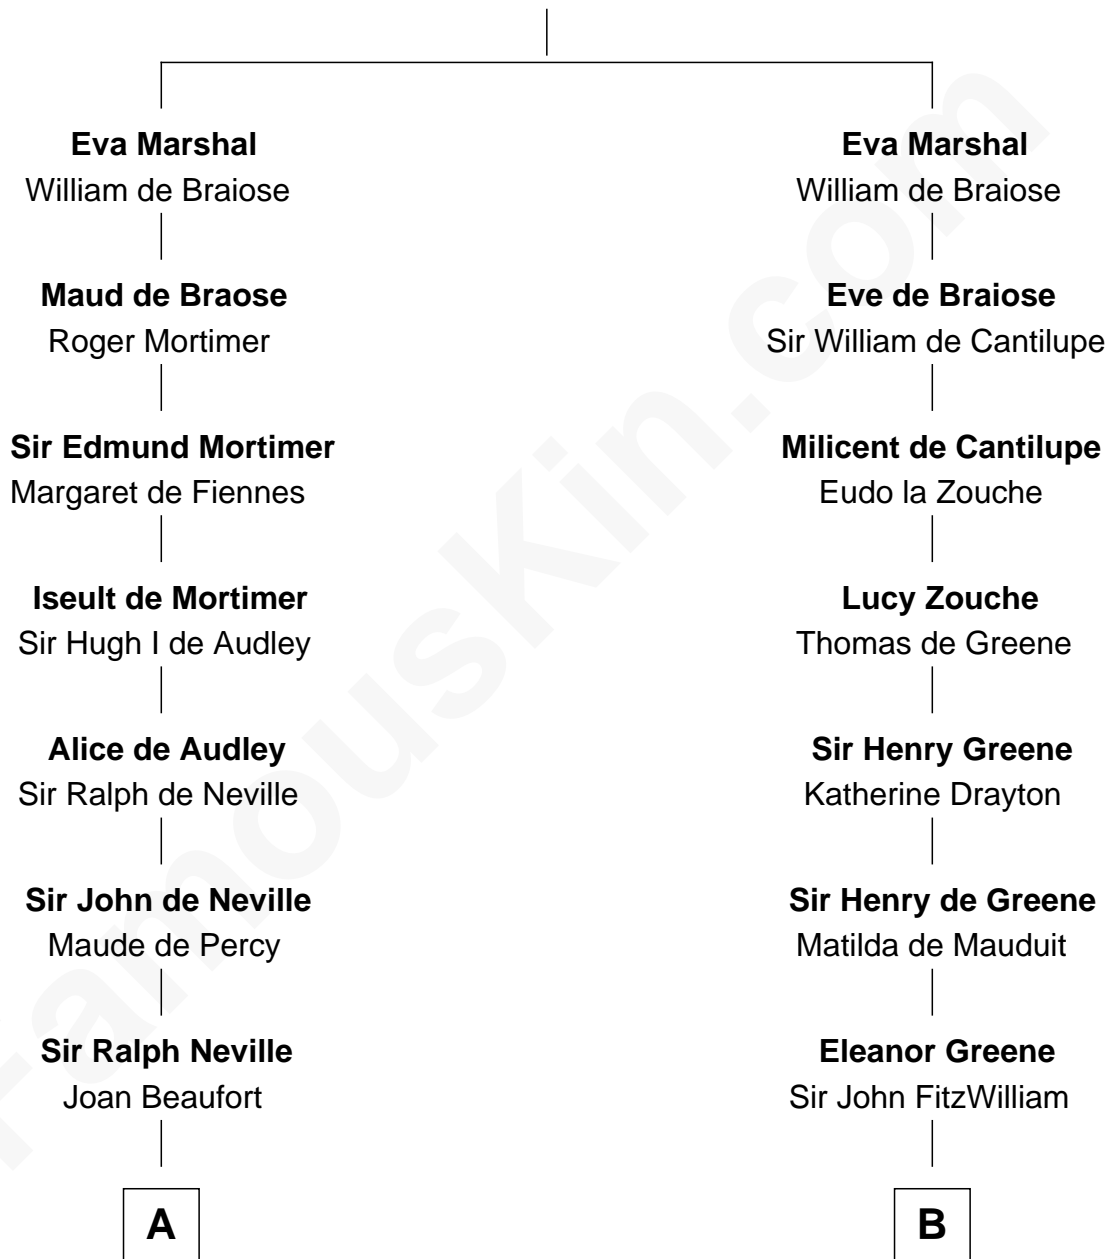 Eva Marshal
William de Braiose
Maud de Braose
Roger Mortimer
Sir Edmund Mortimer
Margaret de Fiennes
Iseult de Mortimer
Sir Hugh I de Audley
Alice de Audley
Sir Ralph de Neville
Sir John de Neville
Maude de Percy
Sir Ralph Neville
Joan Beaufort
A
Eva Marshal
William de Braiose
Eve de Braiose
Sir William de Cantilupe
Milicent de Cantilupe
Eudo la Zouche
Lucy Zouche
Thomas de Greene
Sir Henry Greene
Katherine Drayton
Sir Henry de Greene
Matilda de Mauduit
Eleanor Greene
Sir John FitzWilliam
B
FamousKin.com